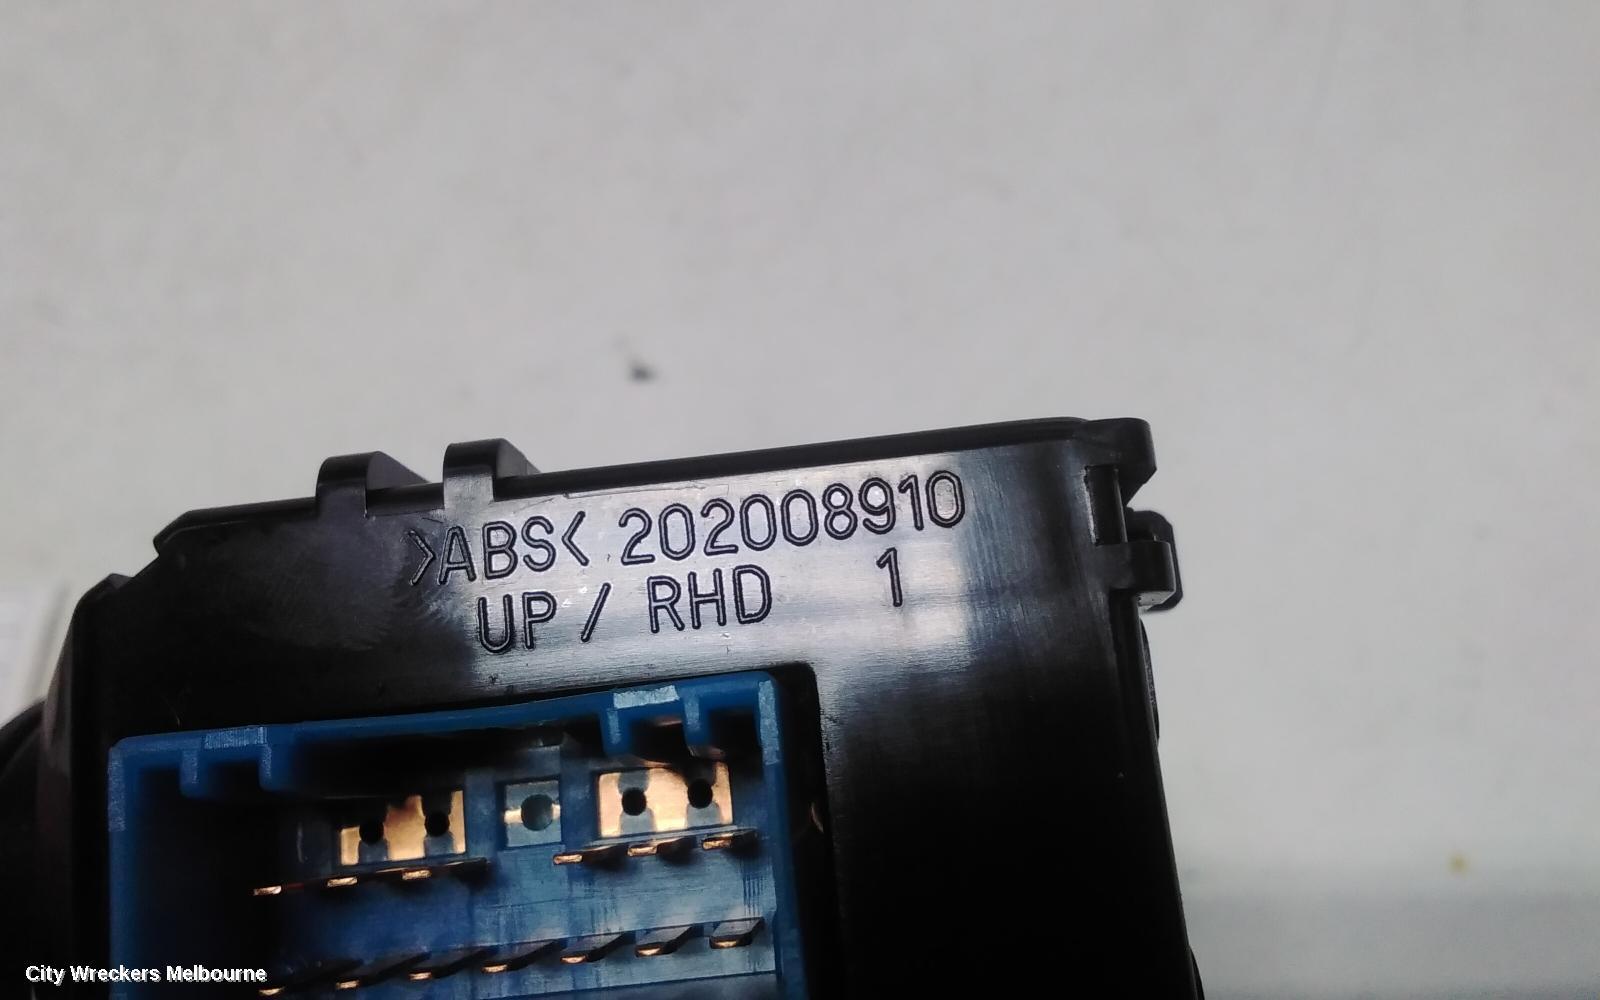 >ABS< 202008910
UP / RHD 1
City Wreckers Melbourne